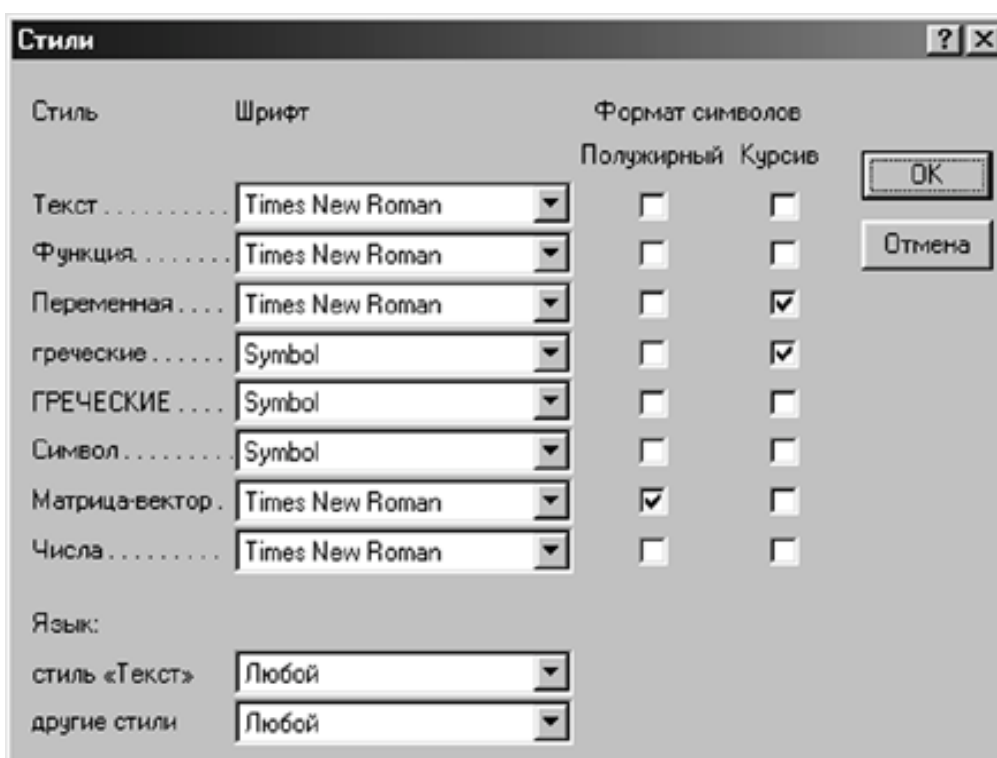 Стили
Стиль Шрифт Формат символов
Полужирный Курсив
OK
Текст . . . . . . . . . . Times New Roman
Отмена
Функция. . . . . . . . Times New Roman
Переменная . . . . Times New Roman
греческие . . . . . . Symbol
ГРЕЧЕСКИЕ . . . . Symbol
Символ . . . . . . . . . Symbol
Матрица-вектор . Times New Roman
Числа . . . . . . . . . Times New Roman
Язык:
стиль «Текст» Любой
другие стили Любой